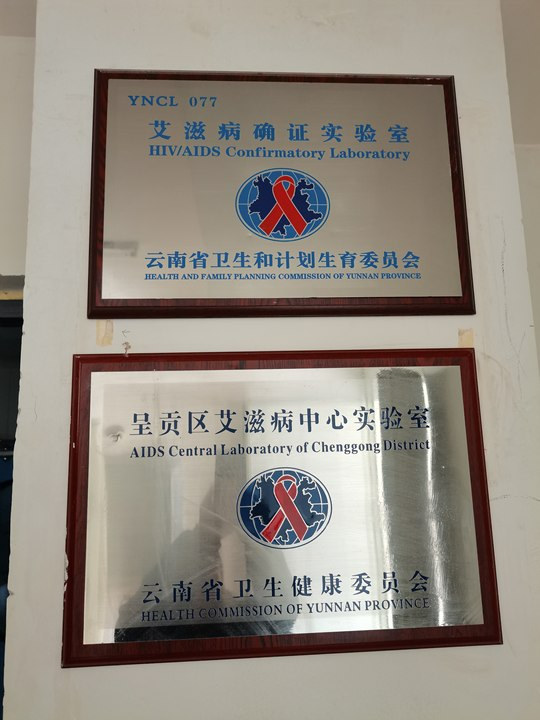 YNCL 077
艾滋病确证实验室
HIV/AIDS Confirmatory Laboratory
云南省卫生和计划生育委员会
HEALTH AND FAMILY PLANNING COMMISSION OF YUNNAN PROVINCE
呈贡区艾滋病中心实验室
AIDS Central Laboratory of Chenggong District
云南省卫生健康委员会
HEALTH COMMISSION OF YUNNAN PROVINCE